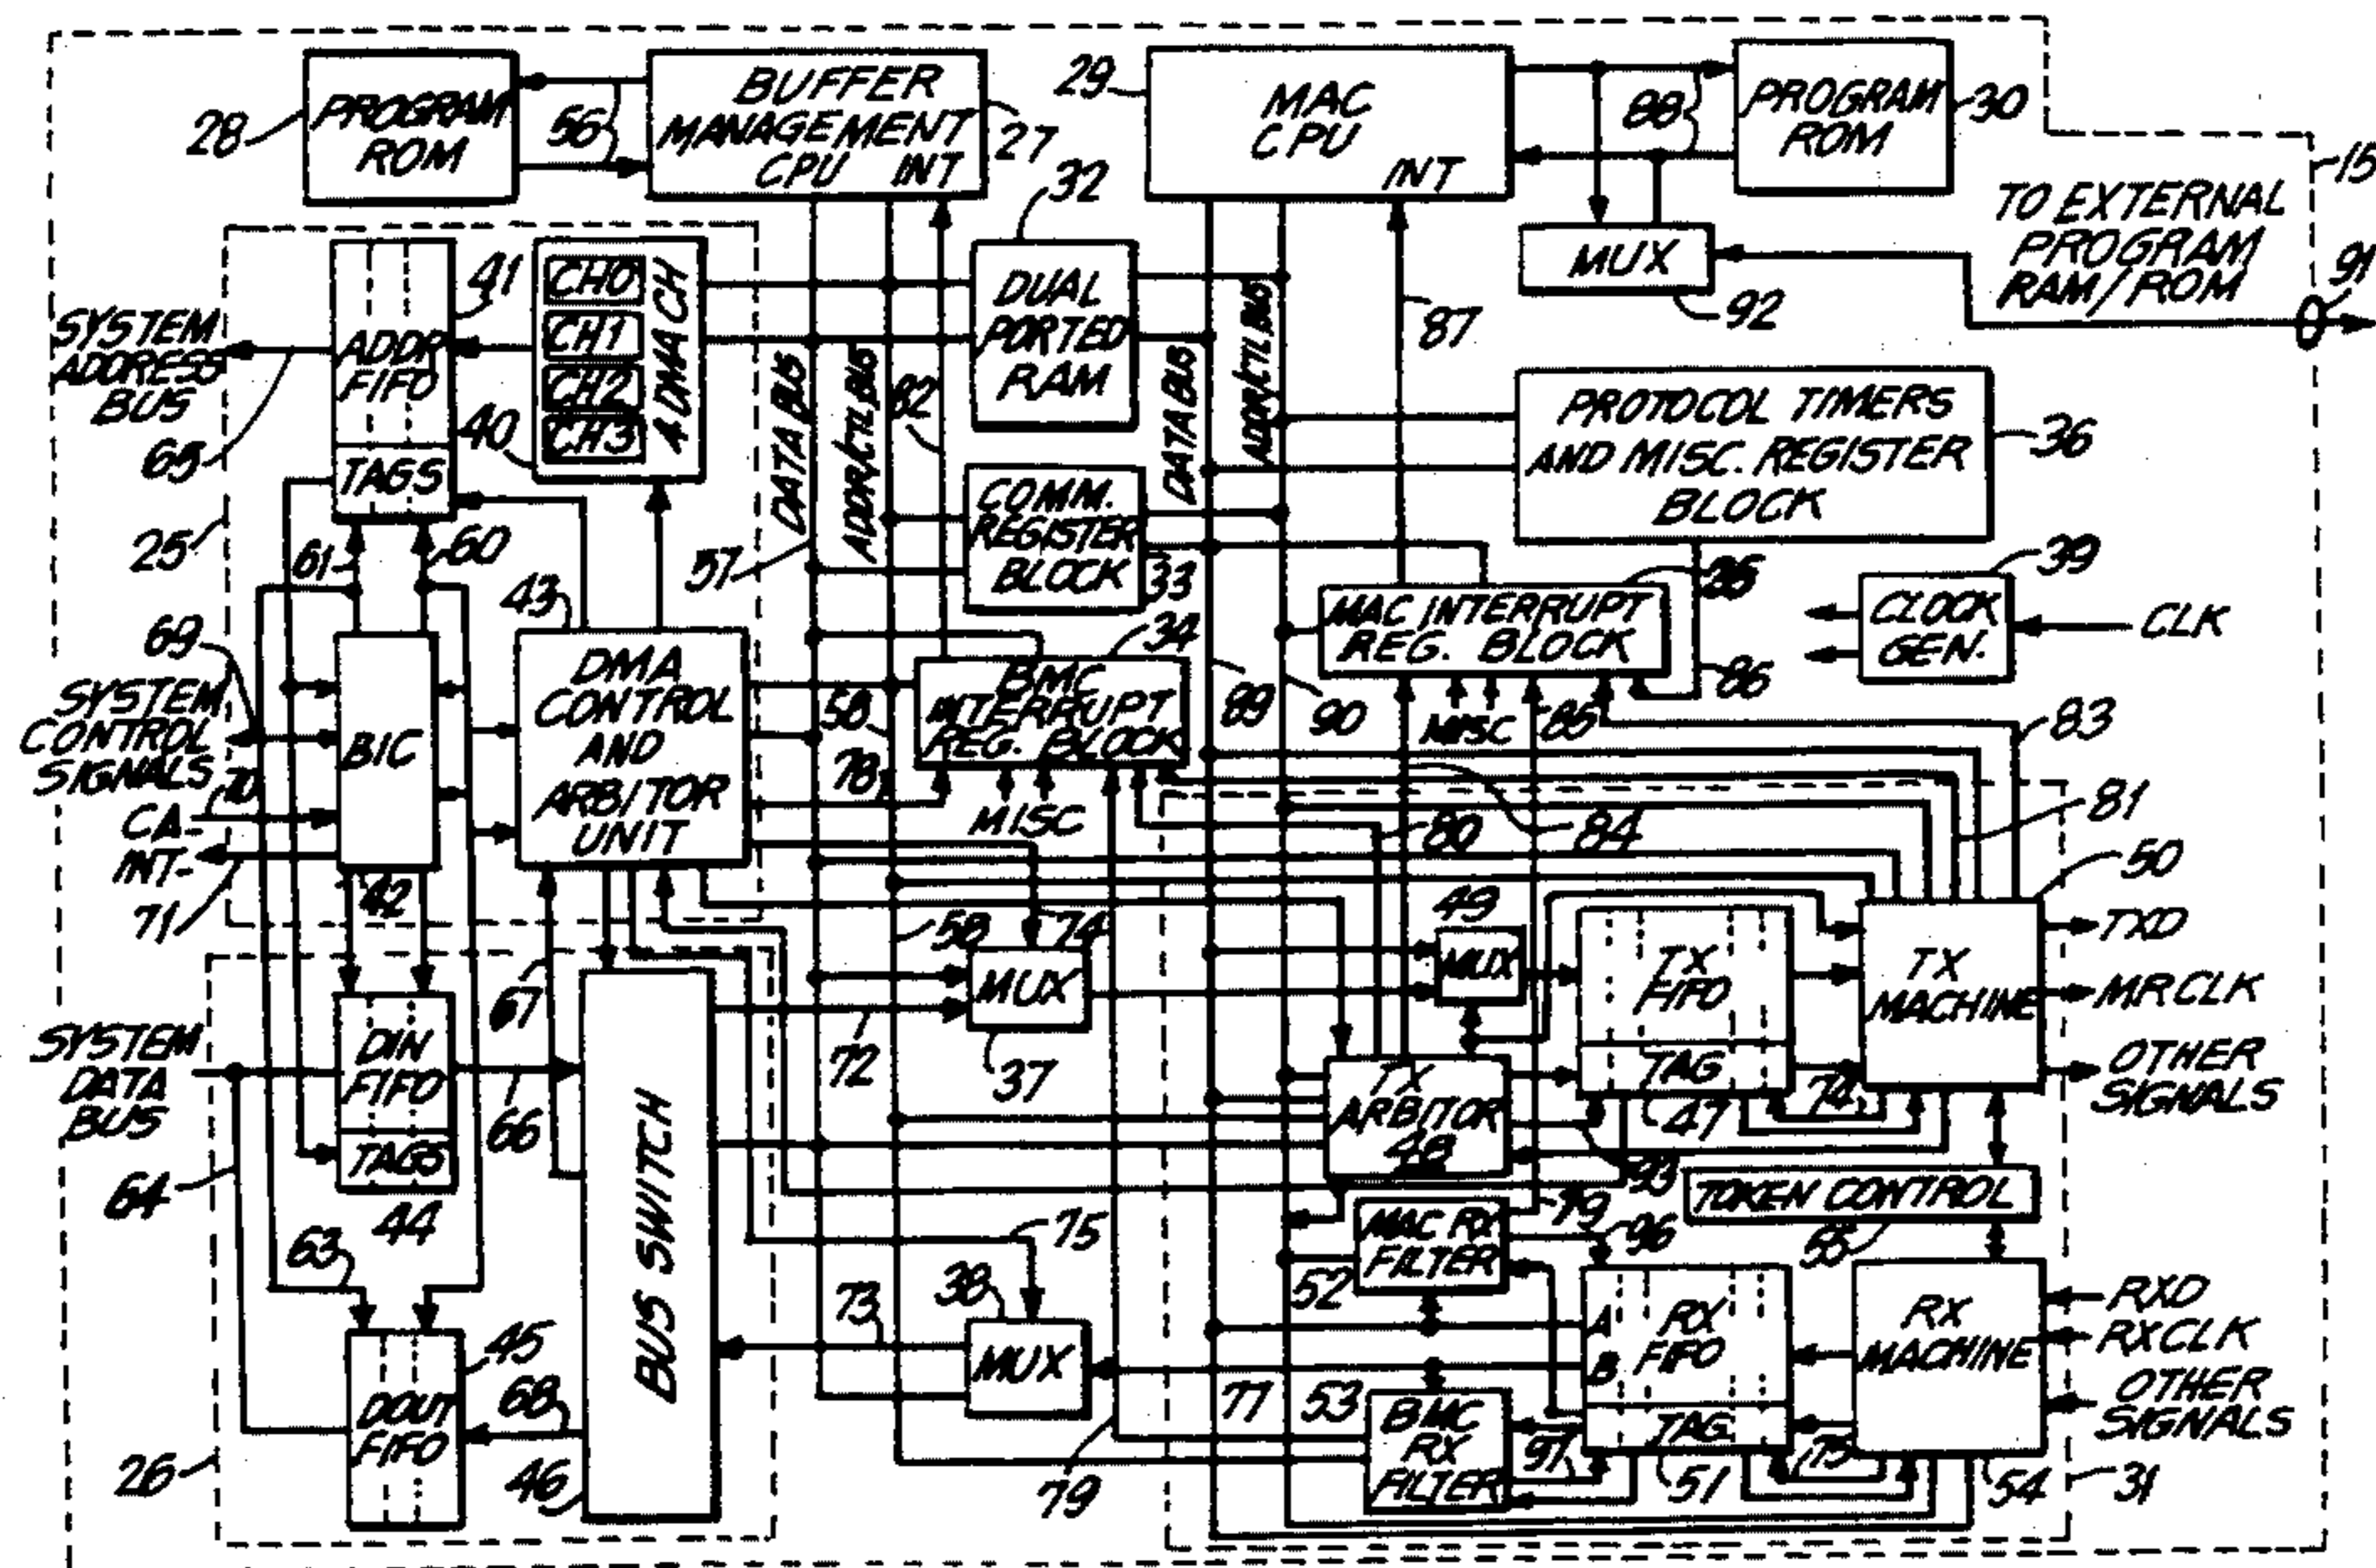 28
PROGRAM
ROM
56
BUFFER
MANAGEMENT
CPU INT
27
29
MAC
CPU
INT
88
PROGRAM
ROM
30
15
TO EXTERNAL
PROGRAM
RAM/ROM
91
MUX
92
87
32
DUAL
PORTED
RAM
41
ADDR
FIFO
TAGS
40
CH0
CH1
CH2
CH3
4 DMA CH
SYSTEM
ADDRESS
BUS
65
25
61
60
DATA BUS
ADDR/CTL BUS
82
57
DATA BUS
ADDR/CTL BUS
COMM.
REGISTER
BLOCK
33
PROTOCOL TIMERS
AND MISC. REGISTER
BLOCK
36
MAC INTERRUPT
REG. BLOCK
86
39
CLOCK
GEN.
CLK
43
DMA
CONTROL
AND
ARBITOR
UNIT
69
SYSTEM
CONTROL
SIGNALS
70
CA-
INT-
71
BIC
42
34
BMC
INTERRUPT
REG. BLOCK
58
78
MISC
89
90
MISC
85
83
84
80
81
50
TX
MACHINE
TXD
MRCLK
OTHER
SIGNALS
49
MUX
TX
FIFO
TAG
47
74
58
74
MUX
37
72
67
SYSTEM
DATA
BUS
DIN
FIFO
TAGS
44
66
64
63
BUS SWITCH
46
TX
ARBITOR
48
93
TOKEN CONTROL
55
79
96
MAC RX
FILTER
52
75
38
MUX
73
45
DOUT
FIFO
68
26
79
77
53
BMC
RX
FILTER
97
A
B
RX
FIFO
TAG
51
75
RX
MACHINE
54
RXD
RXCLK
OTHER
SIGNALS
31